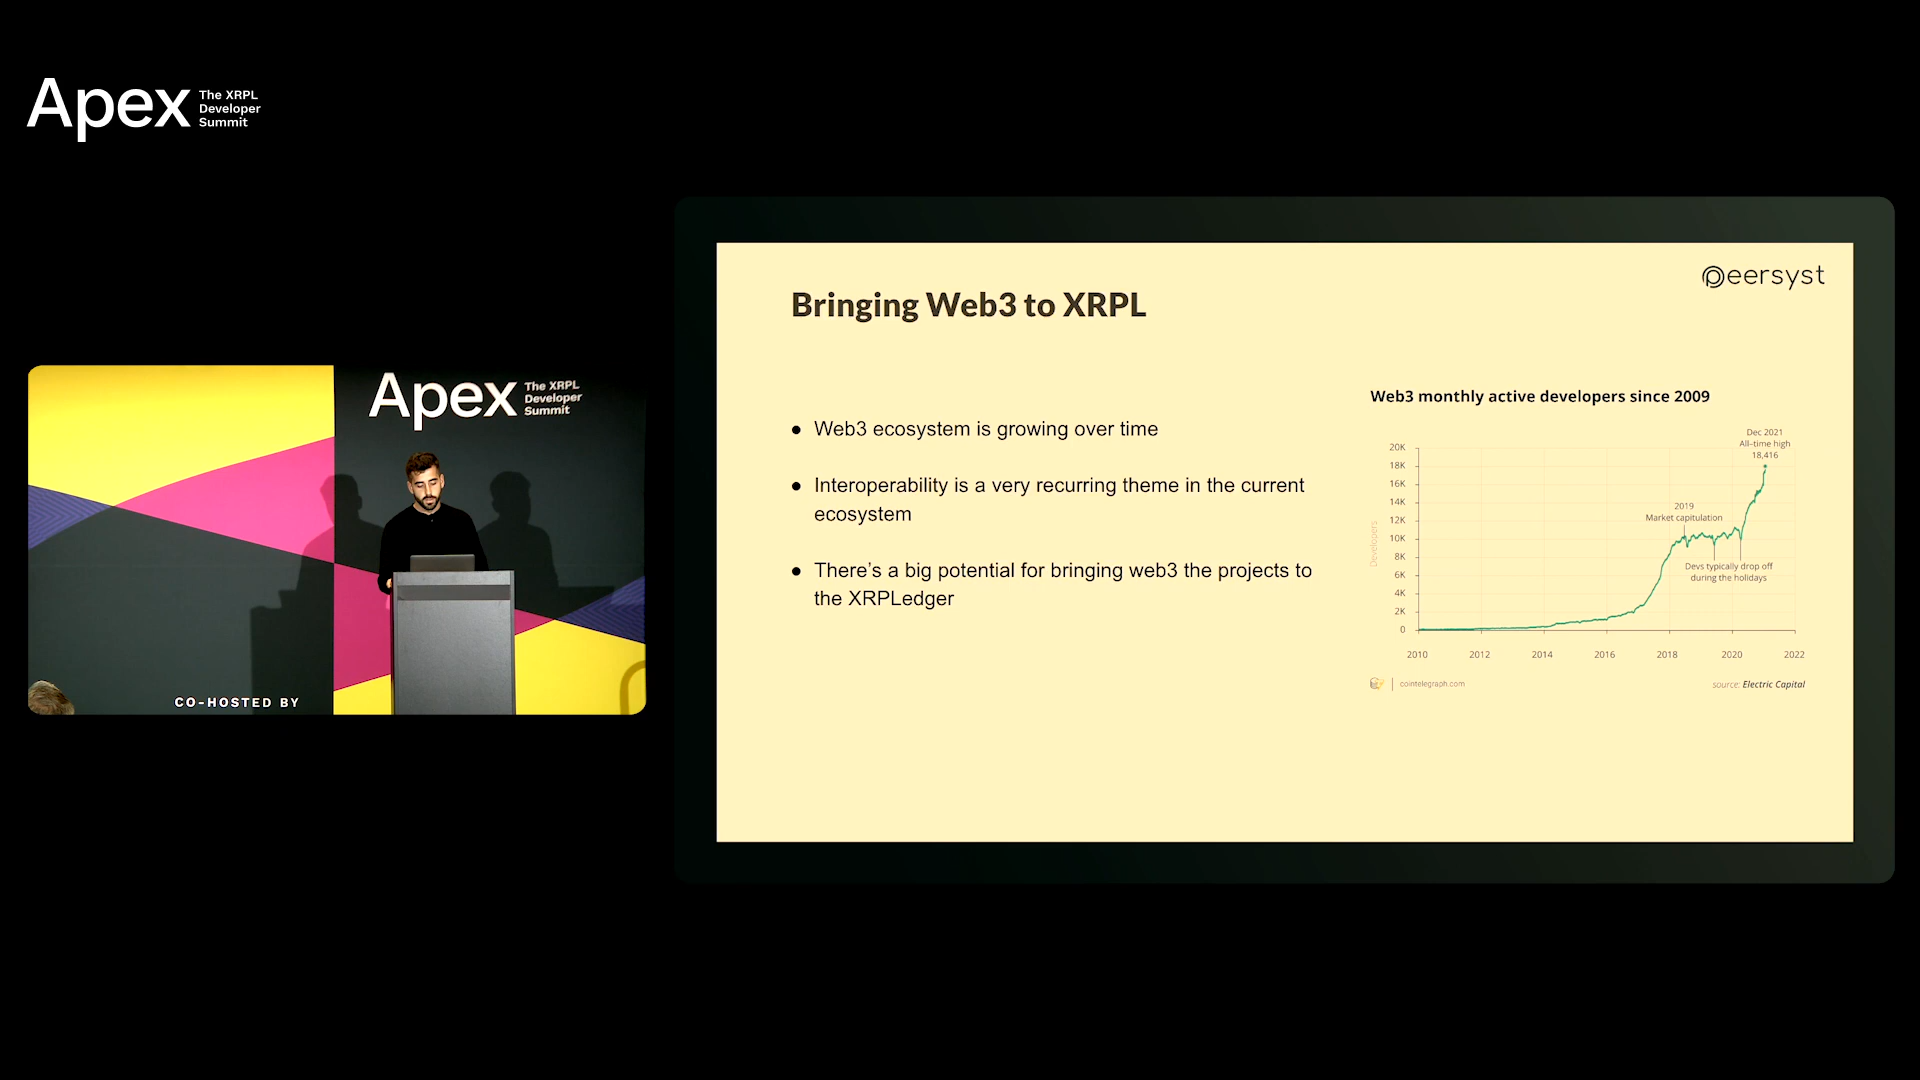 Apex
The XRPL
Developer
Summit
Apex
The XRPL
Developer
Summit
CO-HOSTED BY
peersyst
Bringing Web3 to XRPL
● Web3 ecosystem is growing over time
● Interoperability is a very recurring theme in the current
ecosystem
● There's a big potential for bringing web3 the projects to
the XRPLedger
Web3 monthly active developers since 2009
Dec 2021
All-time high
18,416
2019
Market capitulation
Devs typically drop off
during the holidays
Developers
20K
18K
16K
14K
12K
10K
8K
6K
4K
2K
0
2010 2012 2014 2016 2018 2020 2022
cointelegraph.com
source: Electric Capital